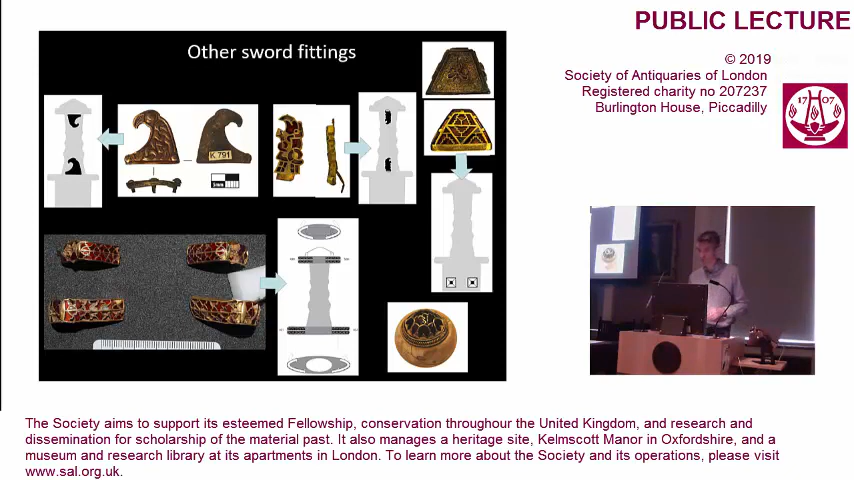 PUBLIC LECTURE
© 2019
Society of Antiquaries of London
Registered charity no 207237
Burlington House, Piccadilly
17 07
Other sword fittings
K 791
The Society aims to support its esteemed Fellowship, conservation throughour the United Kingdom, and research and
dissemination for scholarship of the material past. It also manages a heritage site, Kelmscott Manor in Oxfordshire, and a
museum and research library at its apartments in London. To learn more about the Society and its operations, please visit
www.sal.org.uk.